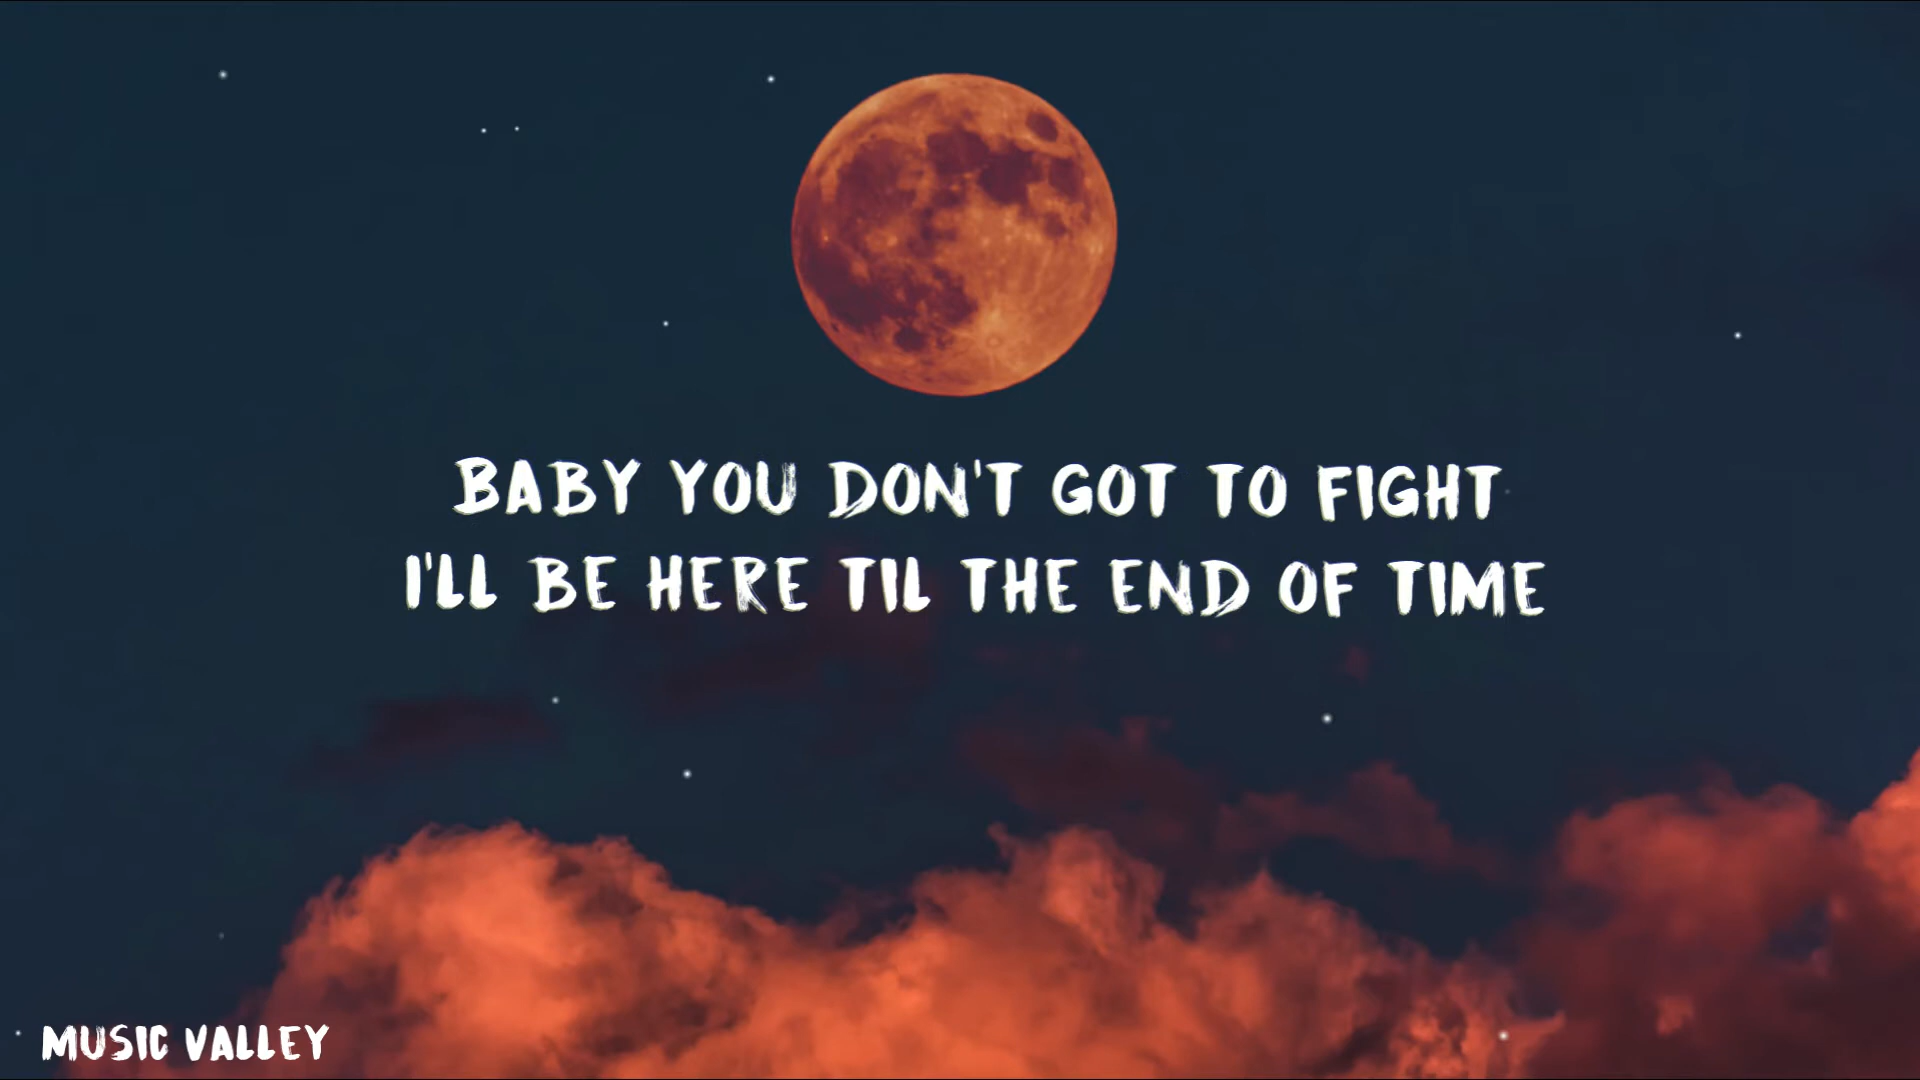 BABY YOU DON'T GOT TO FIGHT
I'LL BE HERE TIL THE END OF TIME
MUSIC VALLEY